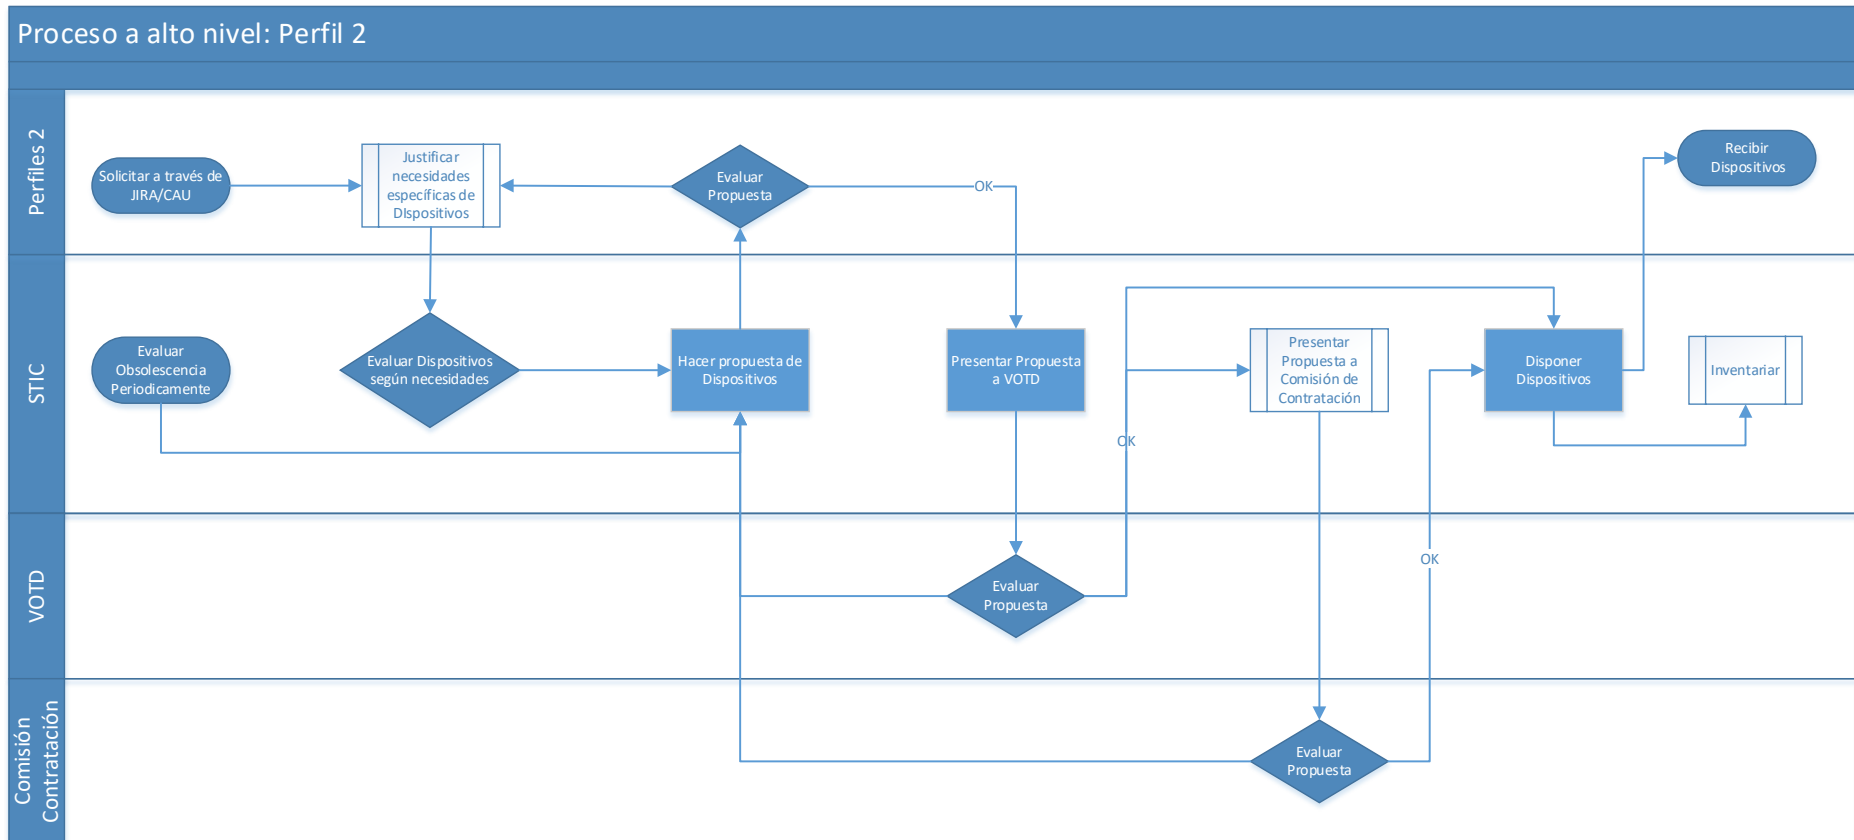 Proceso a alto nivel: Perfil 2
Perfiles 2
Solicitar a través de
JIRA/CAU
Justificar
necesidades
específicas de
DIspositivos
Evaluar
Propuesta
OK
Recibir
Dispositivos
STIC
Evaluar
Obsolescencia
Periodicamente
Evaluar Dispositivos
según necesidades
Hacer propuesta de
Dispositivos
Presentar Propuesta
a VOTD
OK
Presentar
Propuesta a
Comisión de
Contratación
Disponer
Dispositivos
Inventariar
VOTD
Evaluar
Propuesta
OK
Comisión
Contratación
Evaluar
Propuesta